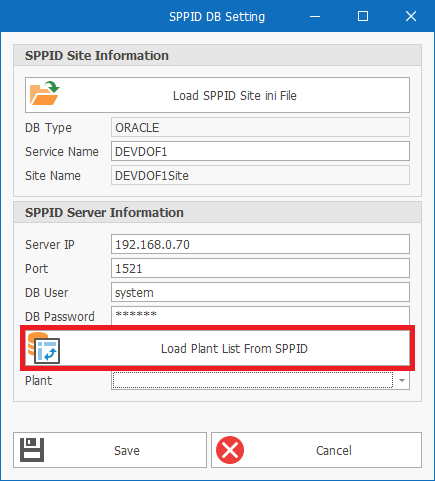 SPPID DB Setting
SPPID Site Information
Load SPPID Site ini File
DB Type ORACLE
Service Name DEVDOF1
Site Name DEVDOF1Site
SPPID Server Information
Server IP 192.168.0.70
Port 1521
DB User system
DB Password ******
Load Plant List From SPPID
Plant
Save Cancel